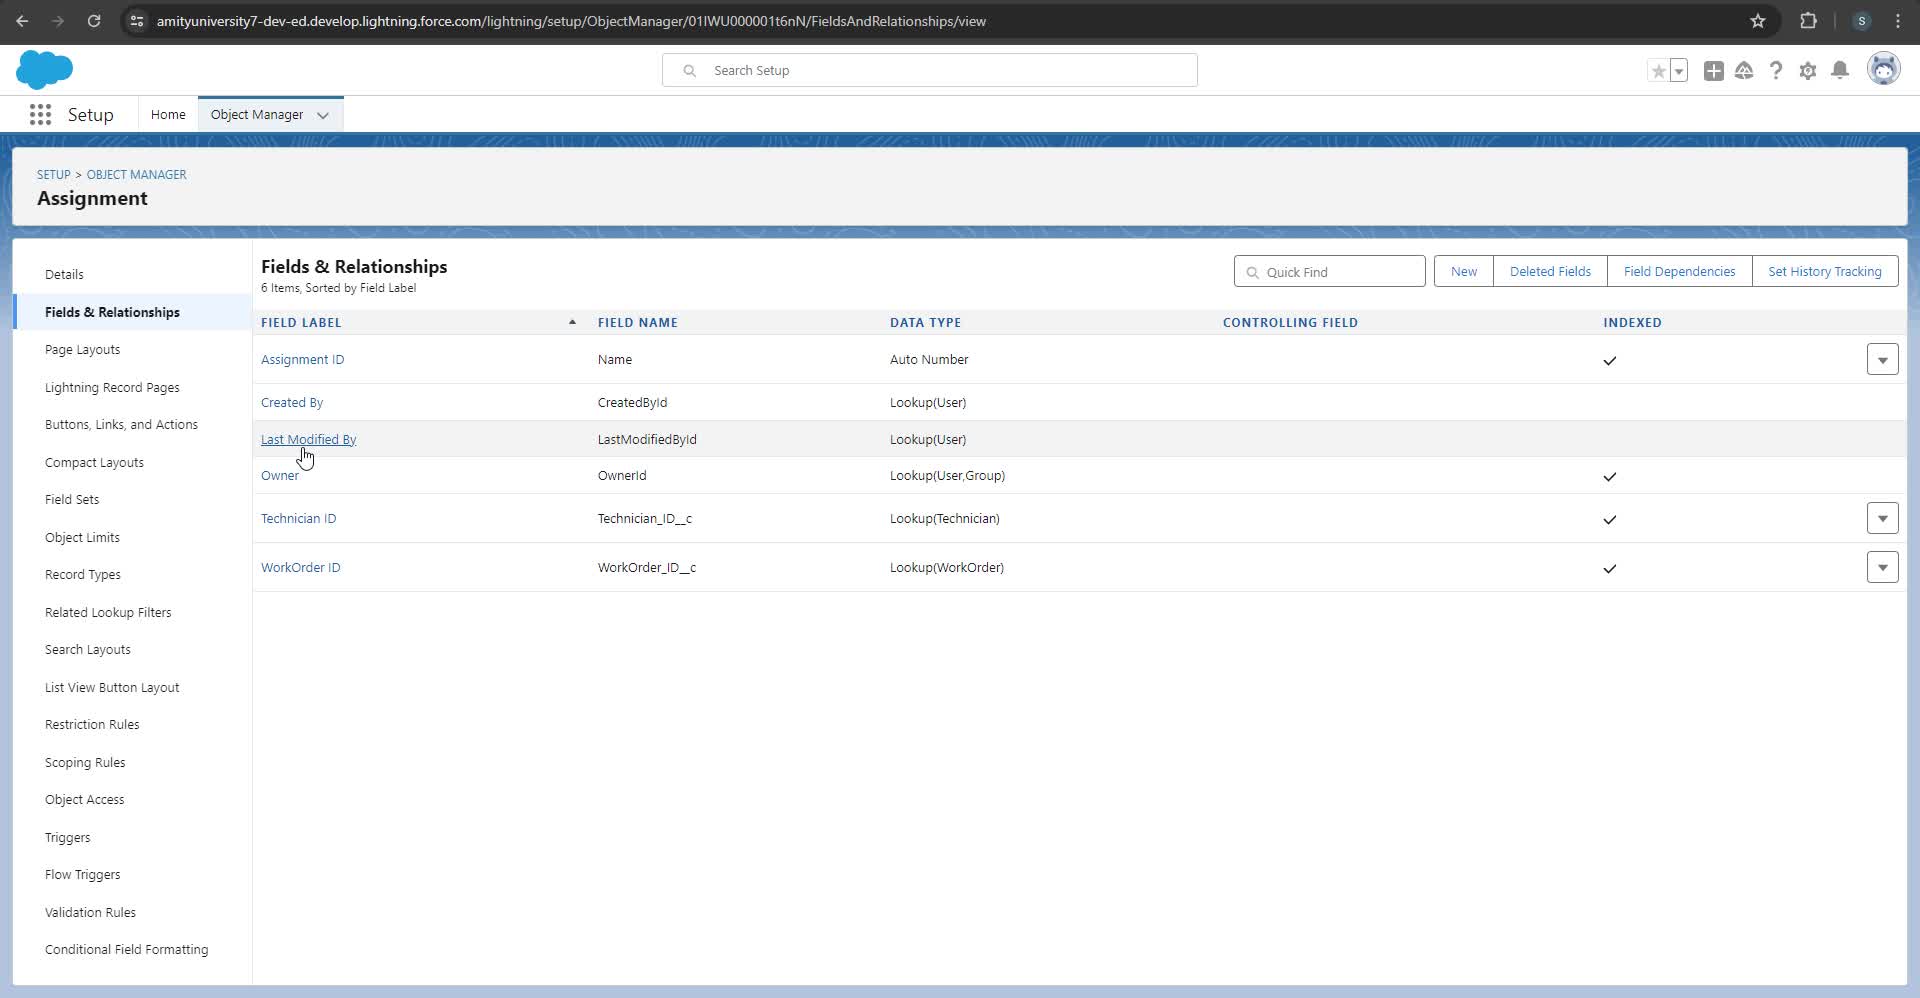 amityuniversity7-dev-ed.develop.lightning.force.com/lightning/setup/ObjectManager/01IWU000001t6nN/FieldsAndRelationships/view
S
Search Setup
Setup
Home
Object Manager
SETUP > OBJECT MANAGER
Assignment
Details
Fields & Relationships
Page Layouts
Lightning Record Pages
Buttons, Links, and Actions
Compact Layouts
Field Sets
Object Limits
Record Types
Related Lookup Filters
Search Layouts
List View Button Layout
Restriction Rules
Scoping Rules
Object Access
Triggers
Flow Triggers
Validation Rules
Conditional Field Formatting
Fields & Relationships
6 Items, Sorted by Field Label
Quick Find
New
Deleted Fields
Field Dependencies
Set History Tracking
FIELD LABEL FIELD NAME DATA TYPE CONTROLLING FIELD INDEXED
Assignment ID Name Auto Number
Created By CreatedById Lookup(User)
Last Modified By LastModifiedById Lookup(User)
Owner OwnerId Lookup(User,Group)
Technician ID Technician_ID__c Lookup(Technician)
WorkOrder ID WorkOrder_ID__c Lookup(WorkOrder)